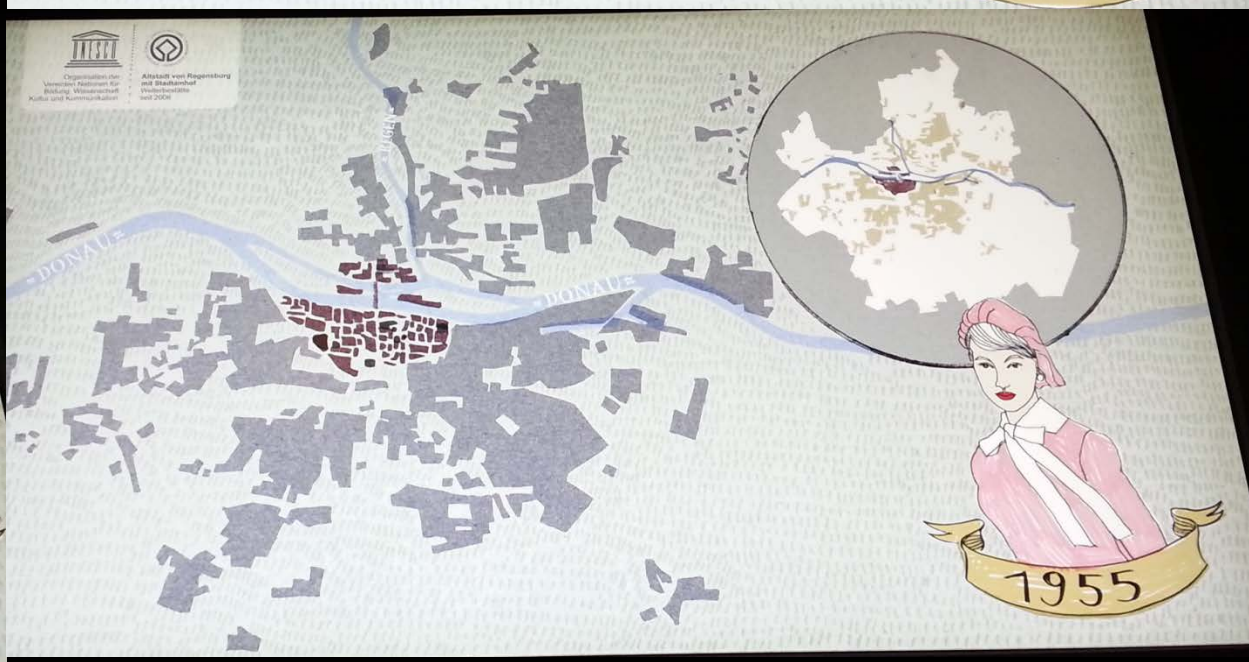 UNESCO
Organisation der
Vereinten Nationen für
Bildung, Wissenschaft,
Kultur und Kommunikation
Altstadt von Regensburg
mit Stadtamhof
Welterbestätte
seit 2006
REGEN
DONAU
DONAU
1955